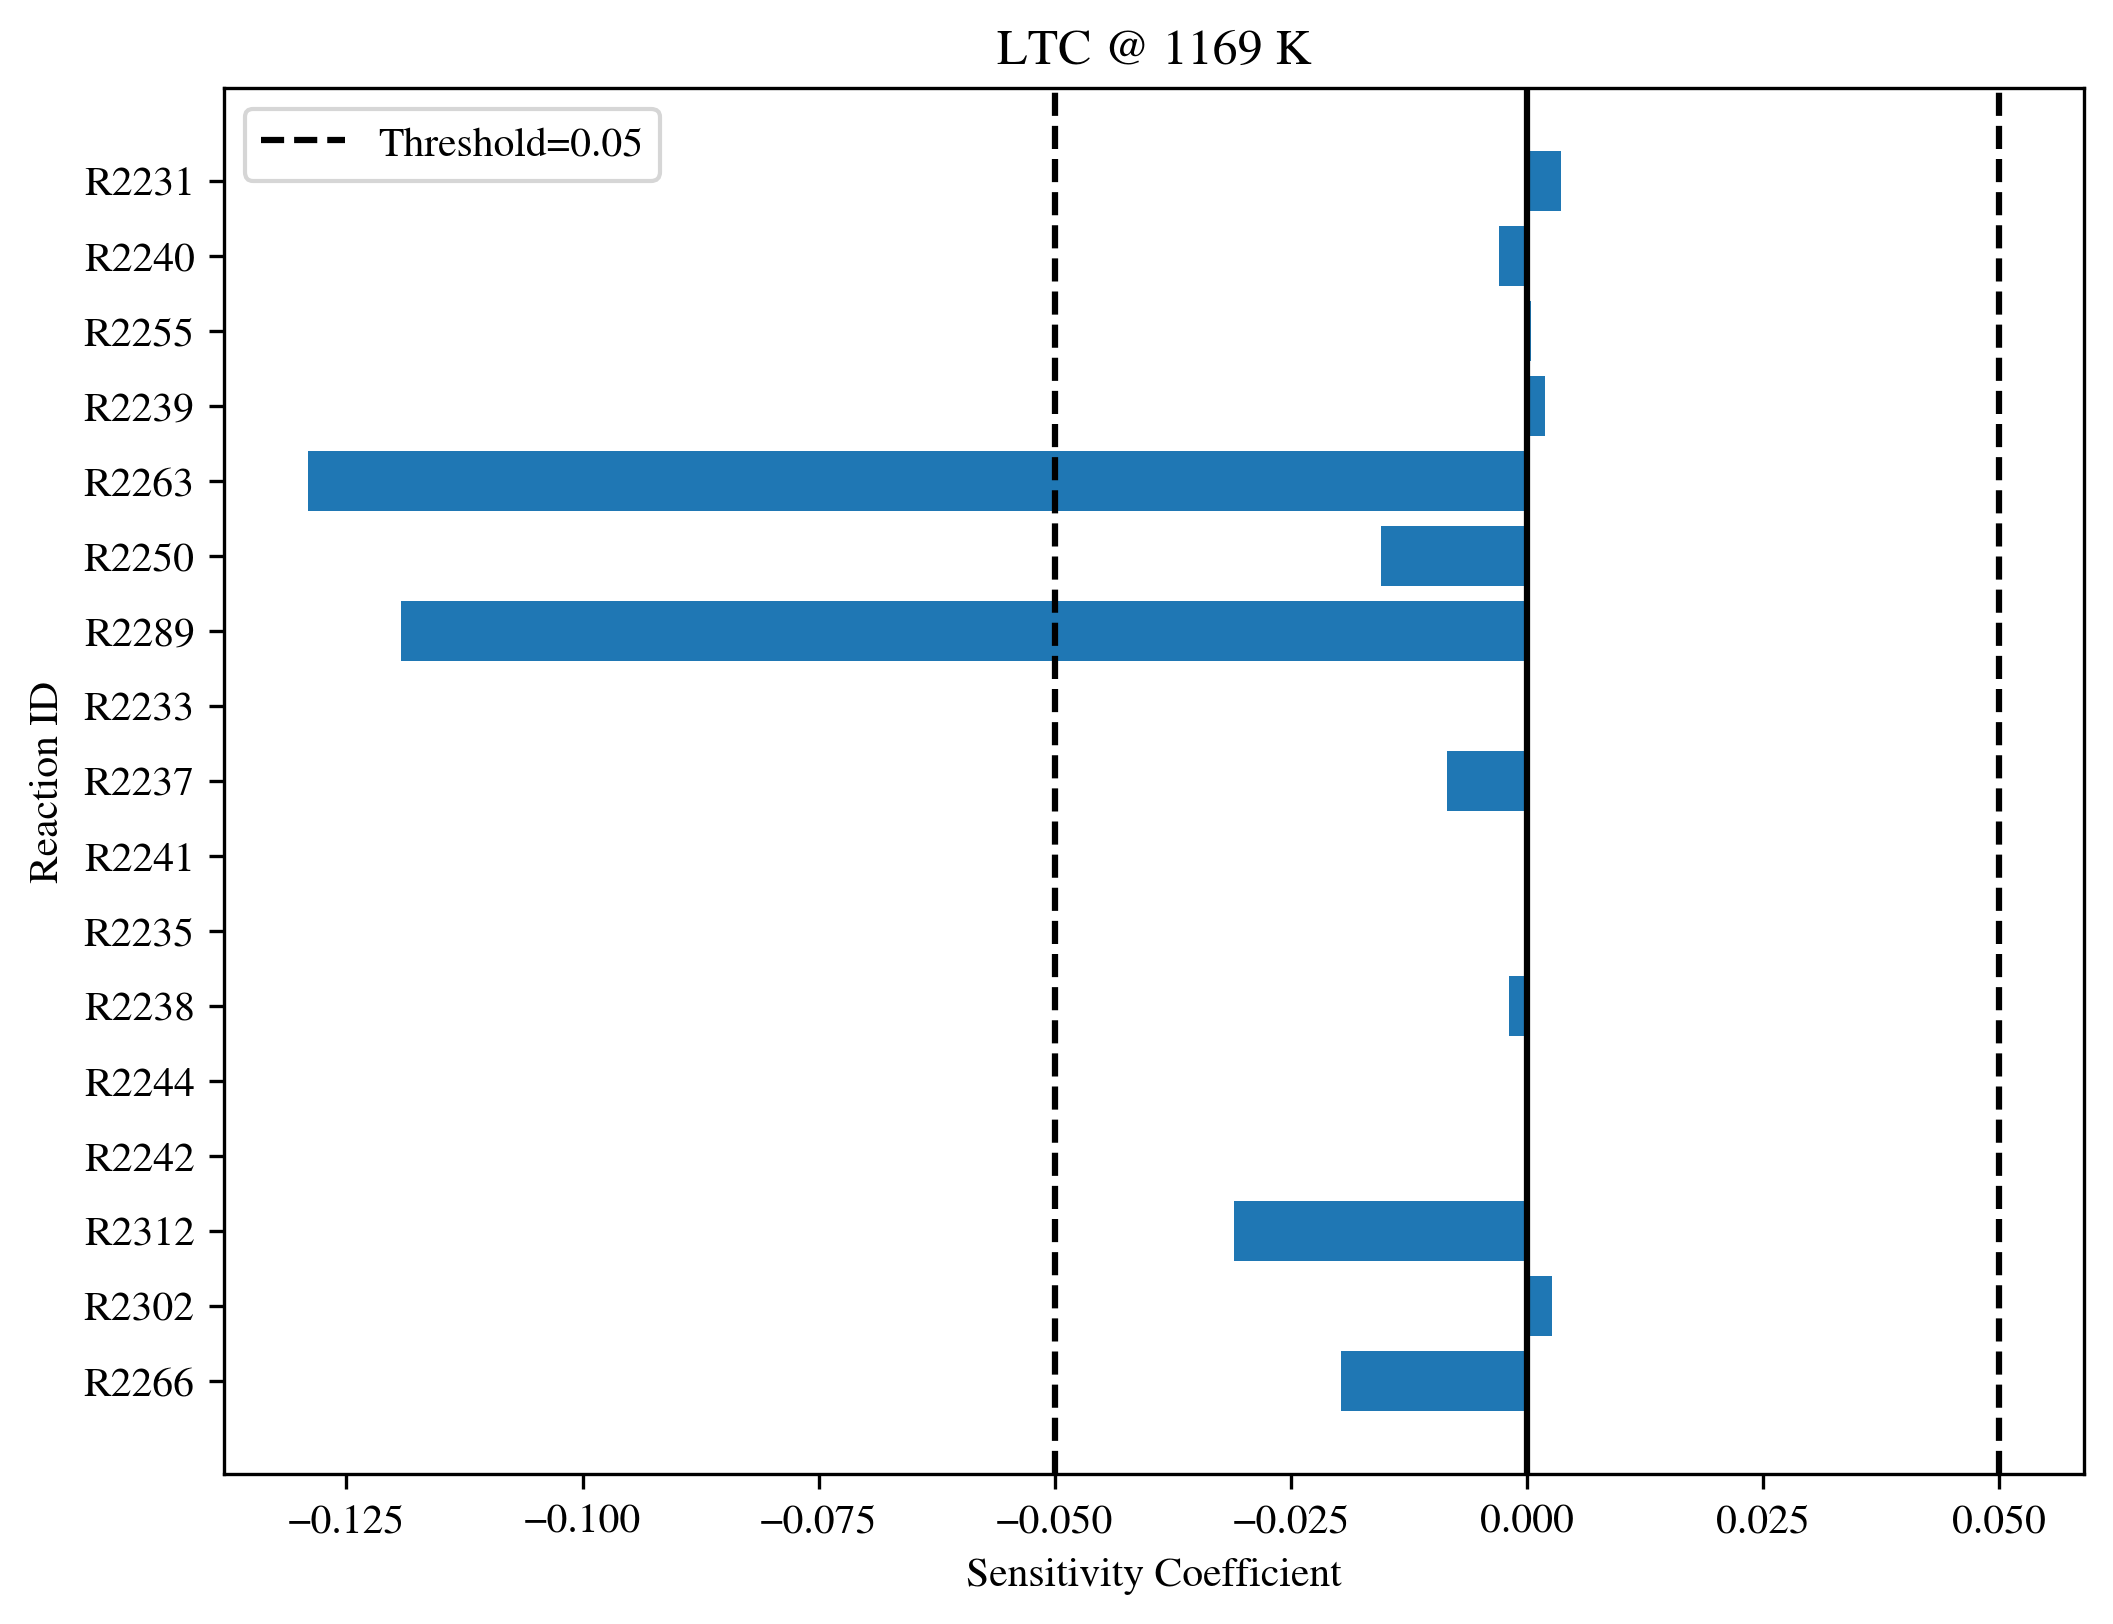 LTC @ 1169 K
Threshold=0.05
R2231
R2240
R2255
R2239
R2263
R2250
R2289
R2233
R2237
R2241
R2235
R2238
R2244
R2242
R2312
R2302
R2266
Reaction ID
−0.125 −0.100 −0.075 −0.050 −0.025 0.000 0.025 0.050
Sensitivity Coefficient